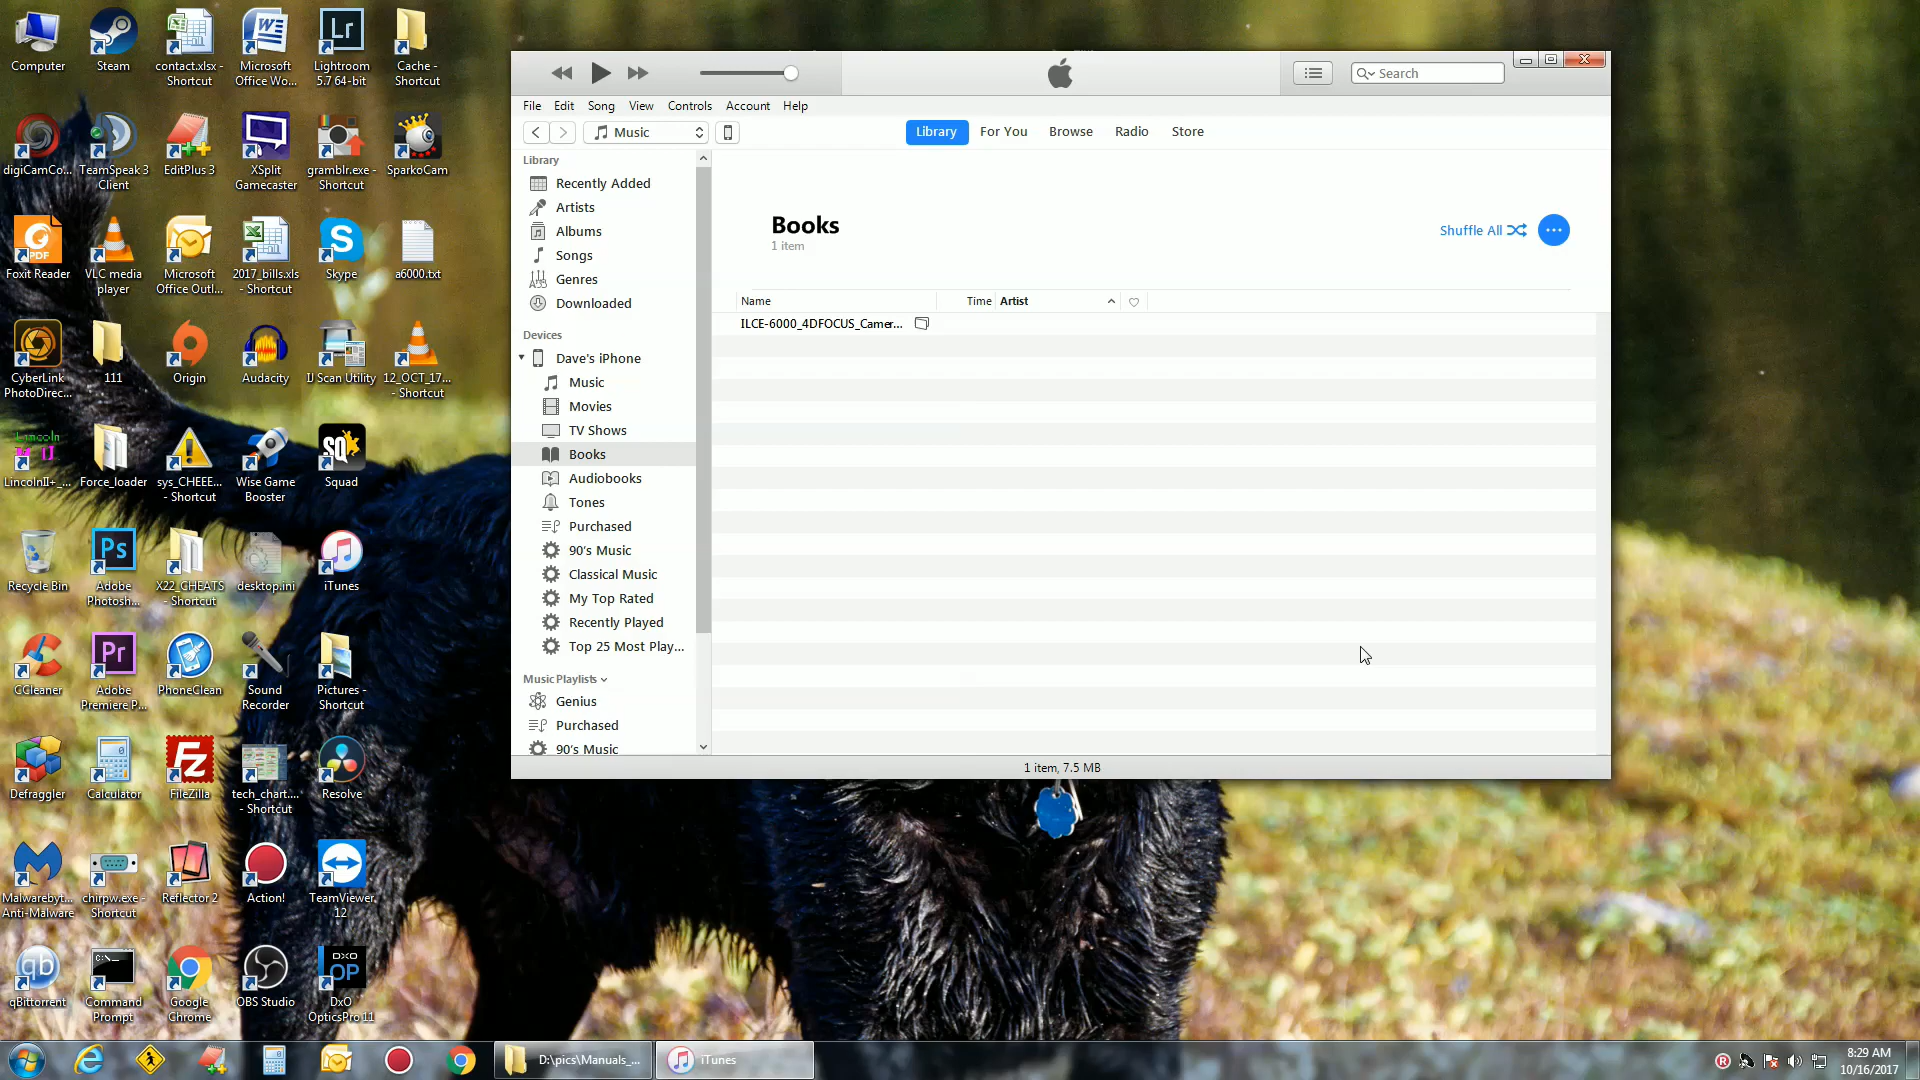 Computer
Steam
contact.xlsx -
Shortcut
Microsoft
Office Wo...
Lightroom
5.7 64-bit
Cache -
Shortcut
digiCamCo...
TeamSpeak 3
Client
EditPlus 3
XSplit
Gamecaster
gramblr.exe -
Shortcut
SparkoCam
Foxit Reader
VLC media
player
Microsoft
Office Outl...
2017_bills.xls
- Shortcut
Skype
a6000.txt
CyberLink
PhotoDirec...
111
Origin
Audacity
IJ Scan Utility
12_OCT_17...
- Shortcut
LincolnII+_...
Force_loader
sys_CHEEE...
- Shortcut
Wise Game
Booster
Squad
Recycle Bin
Adobe
Photosh...
X22_CHEATS
- Shortcut
desktop.ini
iTunes
CCleaner
Adobe
Premiere P...
PhoneClean
Sound
Recorder
Pictures -
Shortcut
Defraggler
Calculator
FileZilla
tech_chart....
- Shortcut
Resolve
Malwarebyt...
Anti-Malware
chirpw.exe -
Shortcut
Reflector 2
Action!
TeamViewer
12
qBittorrent
Command
Prompt
Google
Chrome
OBS Studio
DxO
OpticsPro 11
Search
File Edit Song View Controls Account Help
Music
Library For You Browse Radio Store
Library
Recently Added
Artists
Albums
Songs
Genres
Downloaded
Devices
Dave's iPhone
Music
Movies
TV Shows
Books
Audiobooks
Tones
Purchased
90's Music
Classical Music
My Top Rated
Recently Played
Top 25 Most Play...
Music Playlists
Genius
Purchased
90's Music
Books
1 item
Shuffle All
Name Time Artist
ILCE-6000_4DFOCUS_Camer...
1 item, 7.5 MB
D:\pics\Manuals_...
iTunes
8:29 AM
10/16/2017